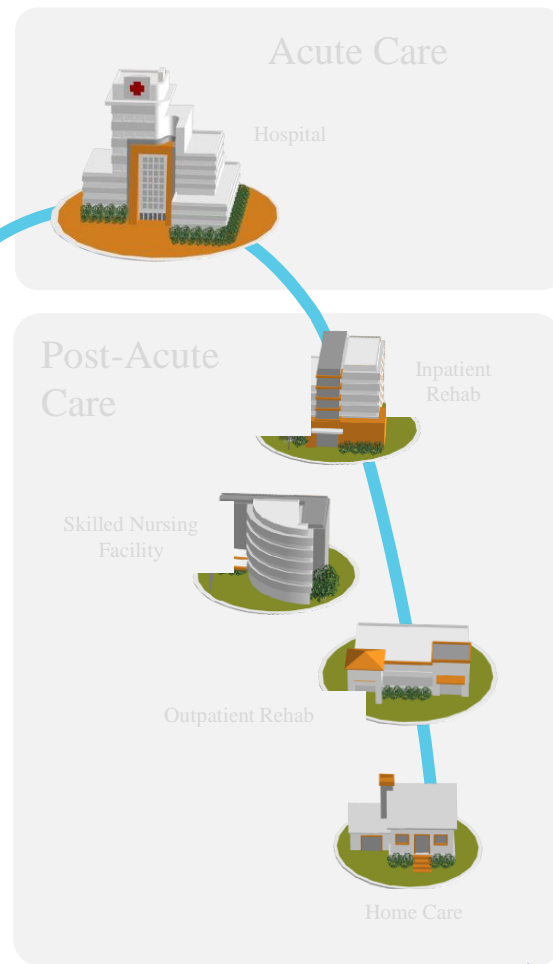 Acute Care
Hospital
Post-Acute
Care
Inpatient
Rehab
Skilled Nursing
Facility
Outpatient Rehab
Home Care